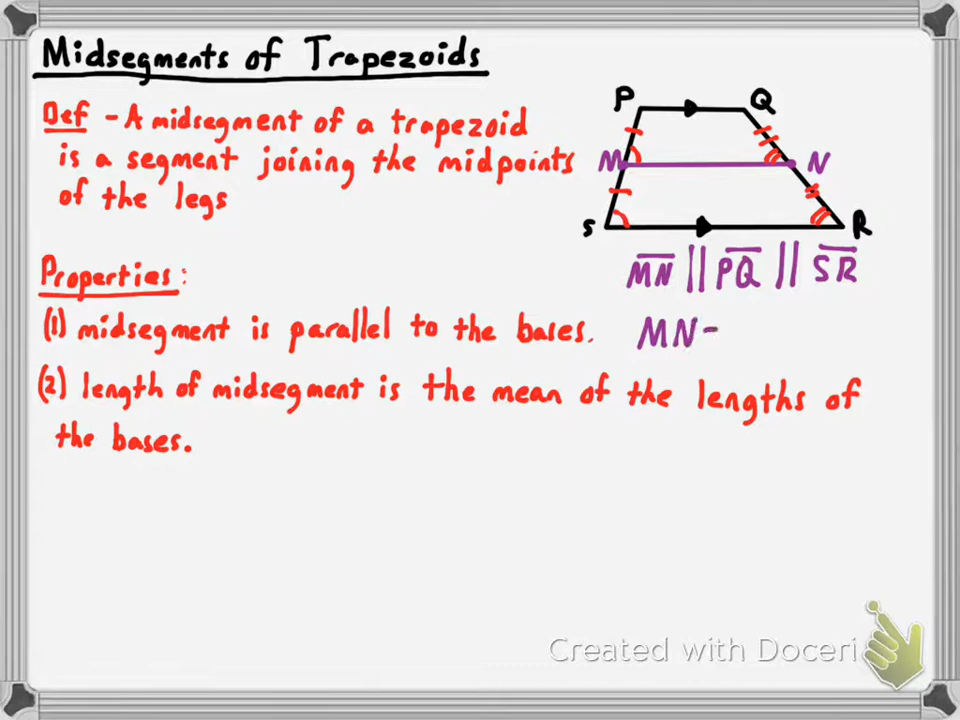 Midsegments of Trapezoids
Def - A midsegment of a trapezoid
is a segment joining the midpoints
of the legs
P
Q
M
N
S
R
MN || PQ || SR
Properties:
(1) midsegment is parallel to the bases.
MN -
(2) length of midsegment is the mean of the lengths of
the bases.
Created with Doceri